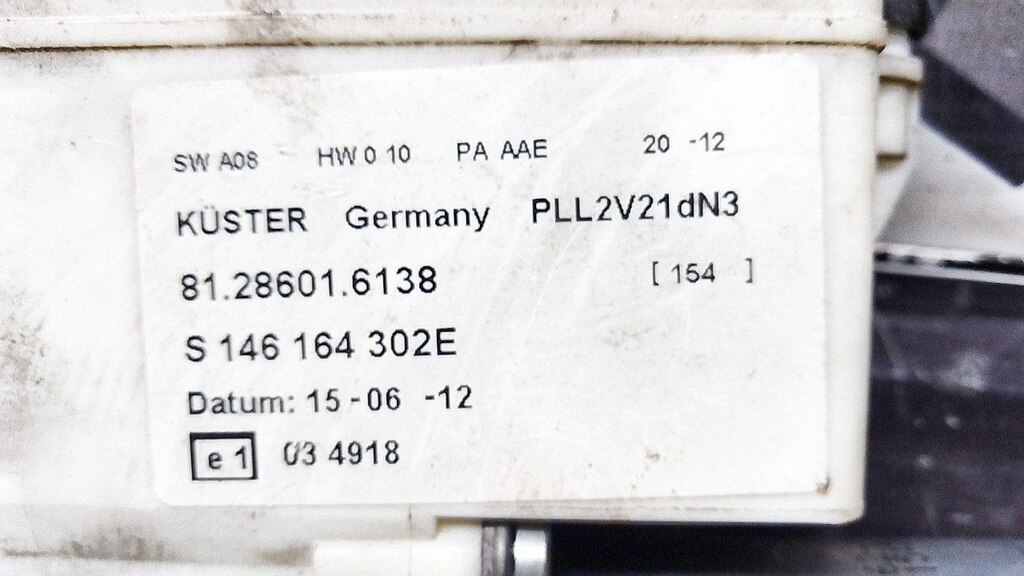 SW A08 HW 0 10 PA AAE 20 -12
KÜSTER Germany PLL2V21dN3
81.28601.6138 [ 154 ]
S 146 164 302E
Datum: 15-06 -12
e1 03 4918